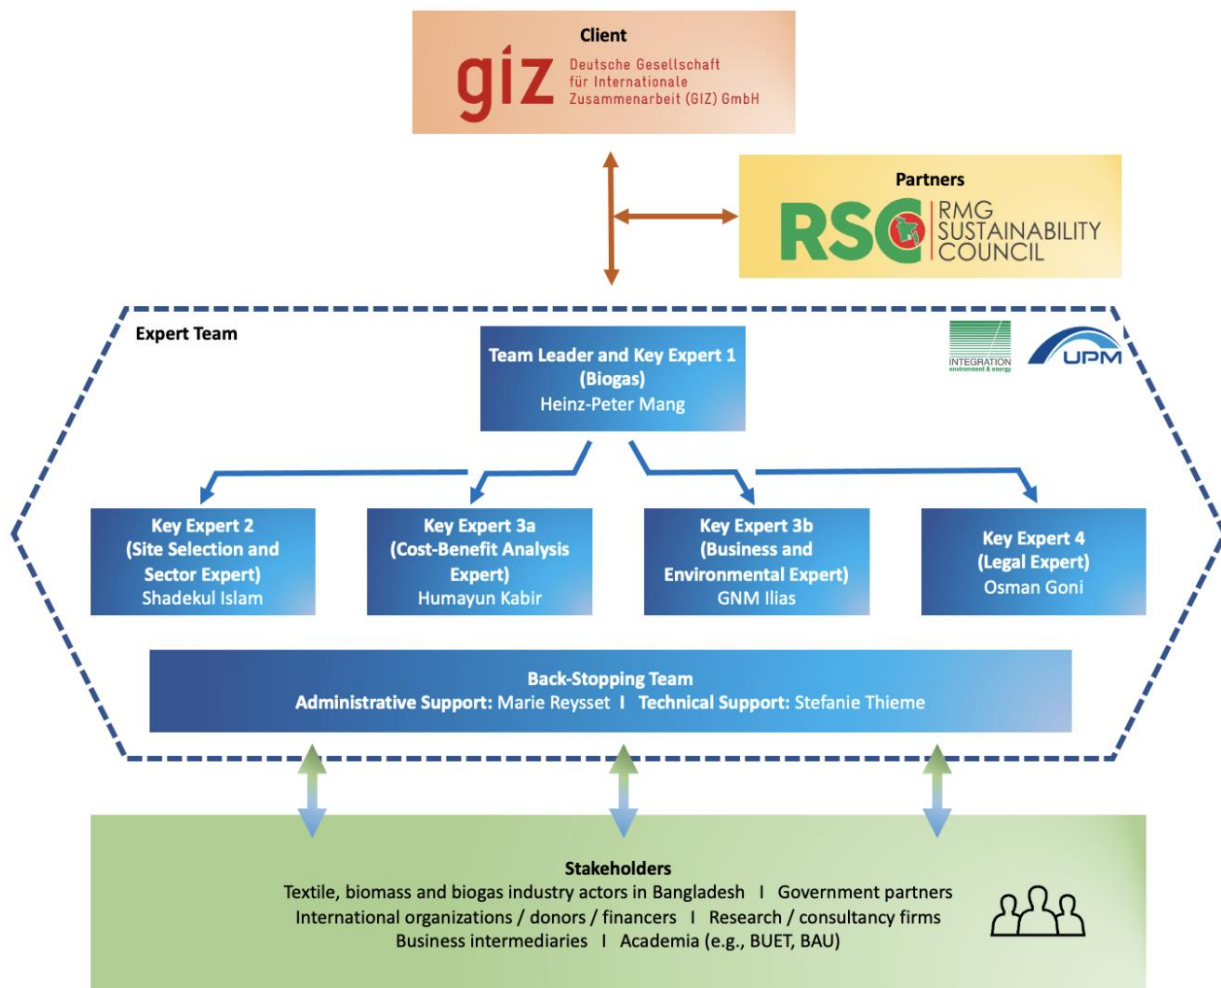 Client
giz
Deutsche Gesellschaft
für Internationale
Zusammenarbeit (GIZ) GmbH
Partners
RSC
RMG
SUSTAINABILITY
COUNCIL
Expert Team
INTEGRATION
environment & energy
UPM
Team Leader and Key Expert 1
(Biogas)
Heinz-Peter Mang
Key Expert 2
(Site Selection and
Sector Expert)
Shadekul Islam
Key Expert 3a
(Cost-Benefit Analysis
Expert)
Humayun Kabir
Key Expert 3b
(Business and
Environmental Expert)
GNM Ilias
Key Expert 4
(Legal Expert)
Osman Goni
Back-Stopping Team
Administrative Support: Marie Reysset I Technical Support: Stefanie Thieme
Stakeholders
Textile, biomass and biogas industry actors in Bangladesh I Government partners
International organizations / donors / financers I Research / consultancy firms
Business intermediaries I Academia (e.g., BUET, BAU)